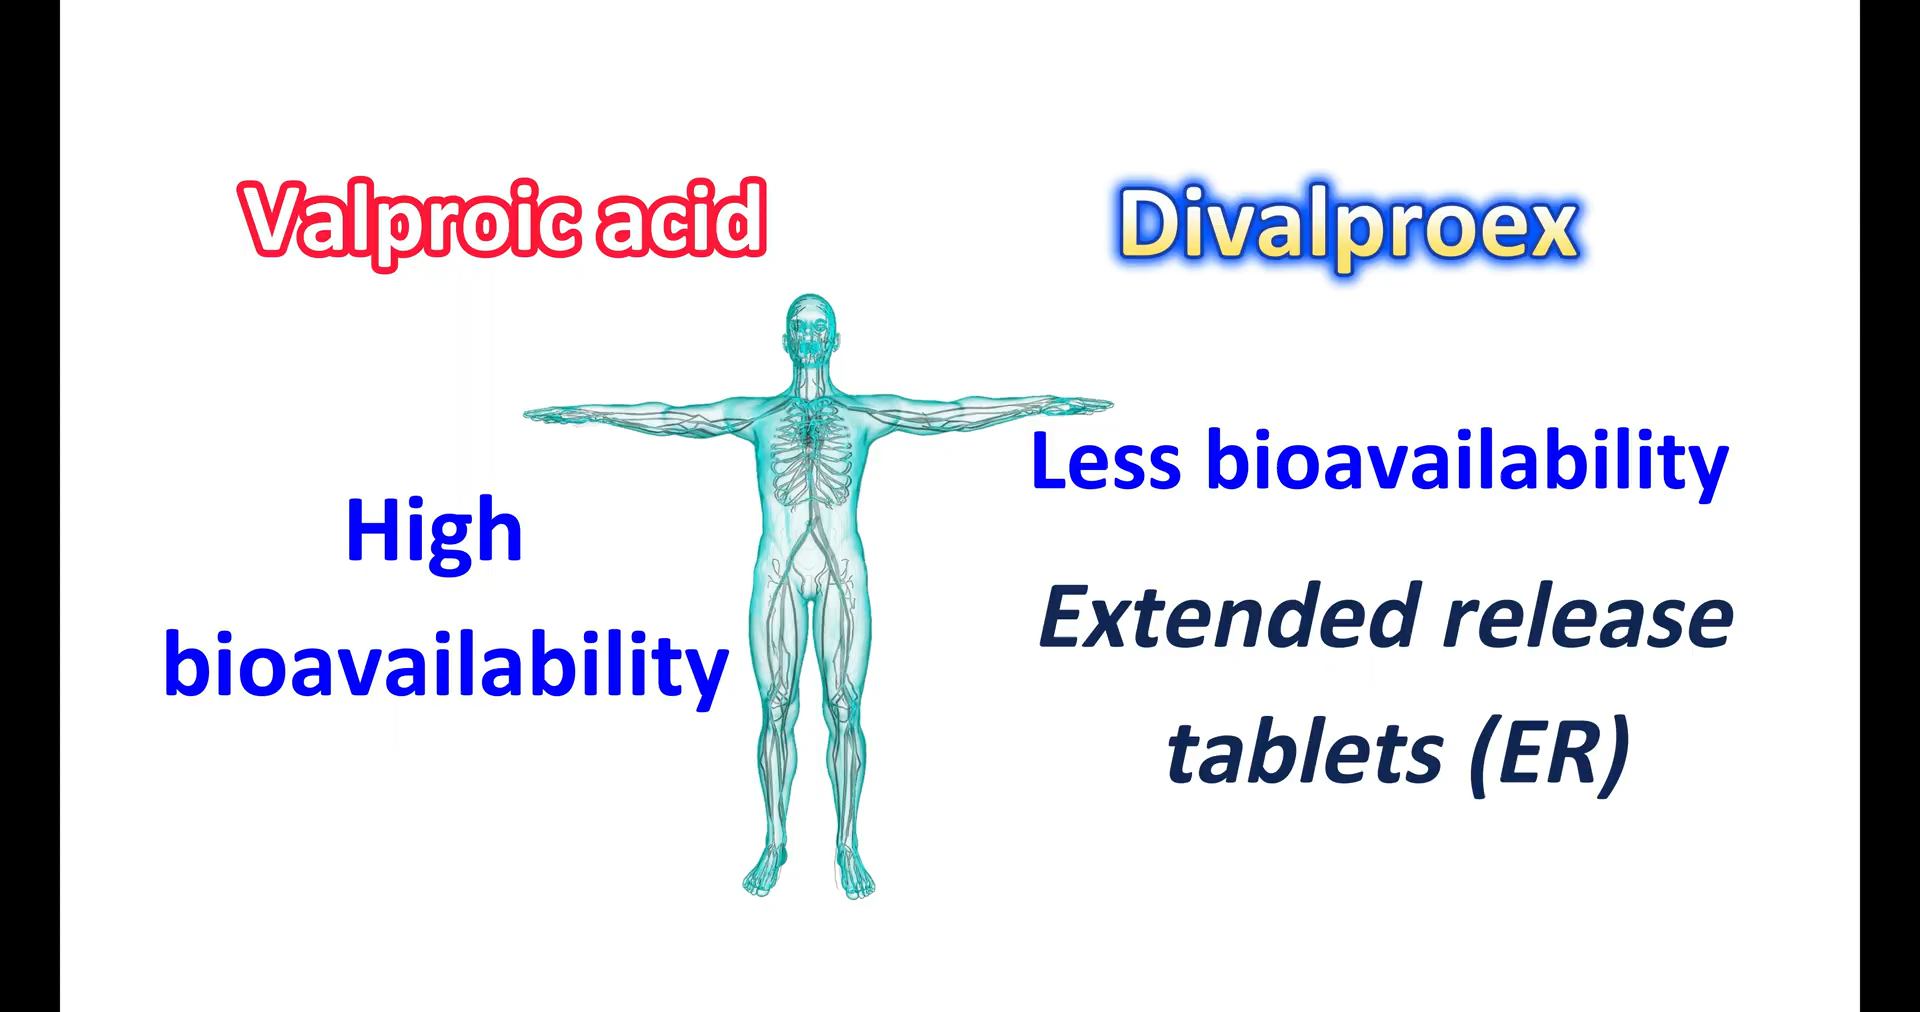 Valproic acid
Divalproex
High
bioavailability
Less bioavailability
Extended release
tablets (ER)